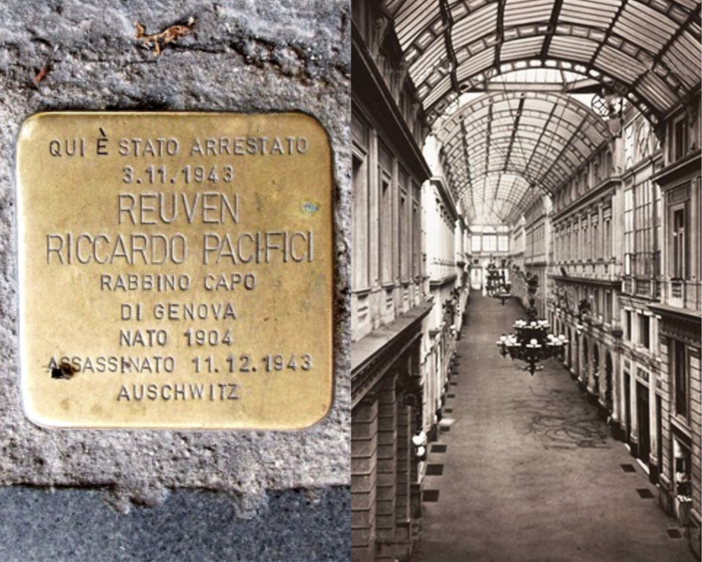 QUI È STATO ARRESTATO
3.11.1943
REUVEN
RICCARDO PACIFICI
RABBINO CAPO
DI GENOVA
NATO 1904
ASSASSINATO 11.12.1943
AUSCHWITZ